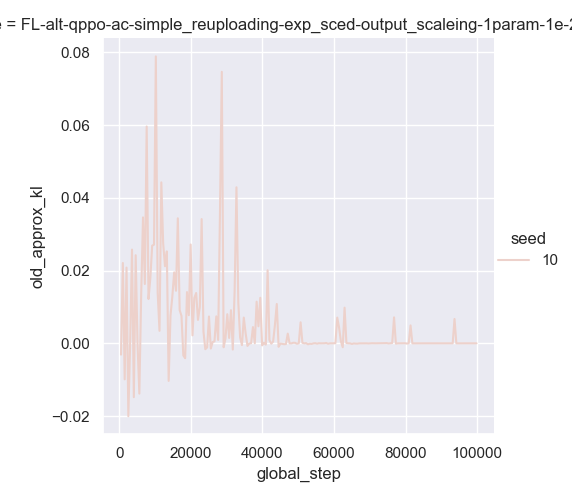 = FL-alt-qppo-ac-simple_reuploading-exp_sced-output_scaleing-1param-1e-2
0.08
0.06
0.04
0.02
0.00
−0.02
old_approx_kl
0 20000 40000 60000 80000 100000
global_step
seed
10